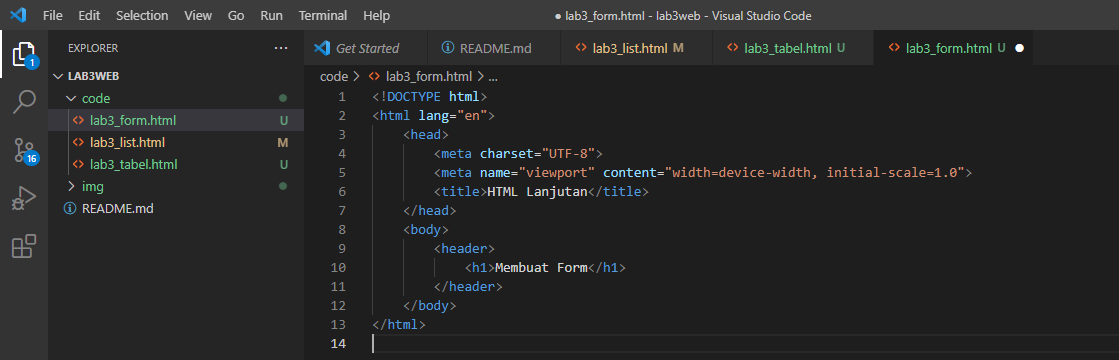 File Edit Selection View Go Run Terminal Help ● lab3_form.html - lab3web - Visual Studio Code
EXPLORER ··· Get Started README.md lab3_list.html M lab3_tabel.html U lab3_form.html U ●
LAB3WEB
code
lab3_form.html U
lab3_list.html M
lab3_tabel.html U
img
README.md
1
16
code > lab3_form.html > ...
1 <!DOCTYPE html>
2 <html lang="en">
3 <head>
4 <meta charset="UTF-8">
5 <meta name="viewport" content="width=device-width, initial-scale=1.0">
6 <title>HTML Lanjutan</title>
7 </head>
8 <body>
9 <header>
10 <h1>Membuat Form</h1>
11 </header>
12 </body>
13 </html>
14